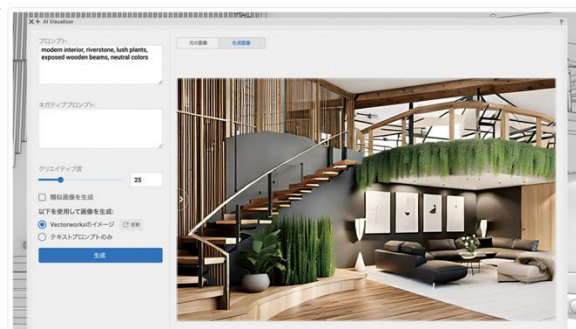 AI Visualizer
?
プロンプト:
modern interior, riverstone, lush plants,
exposed wooden beams, neutral colors
元の画像 生成画像
ネガティブプロンプト:
クリエイティブ度
25
類似画像を生成
以下を使用して画像を生成:
Vectorworksのイメージ 更新
テキストプロンプトのみ
生成